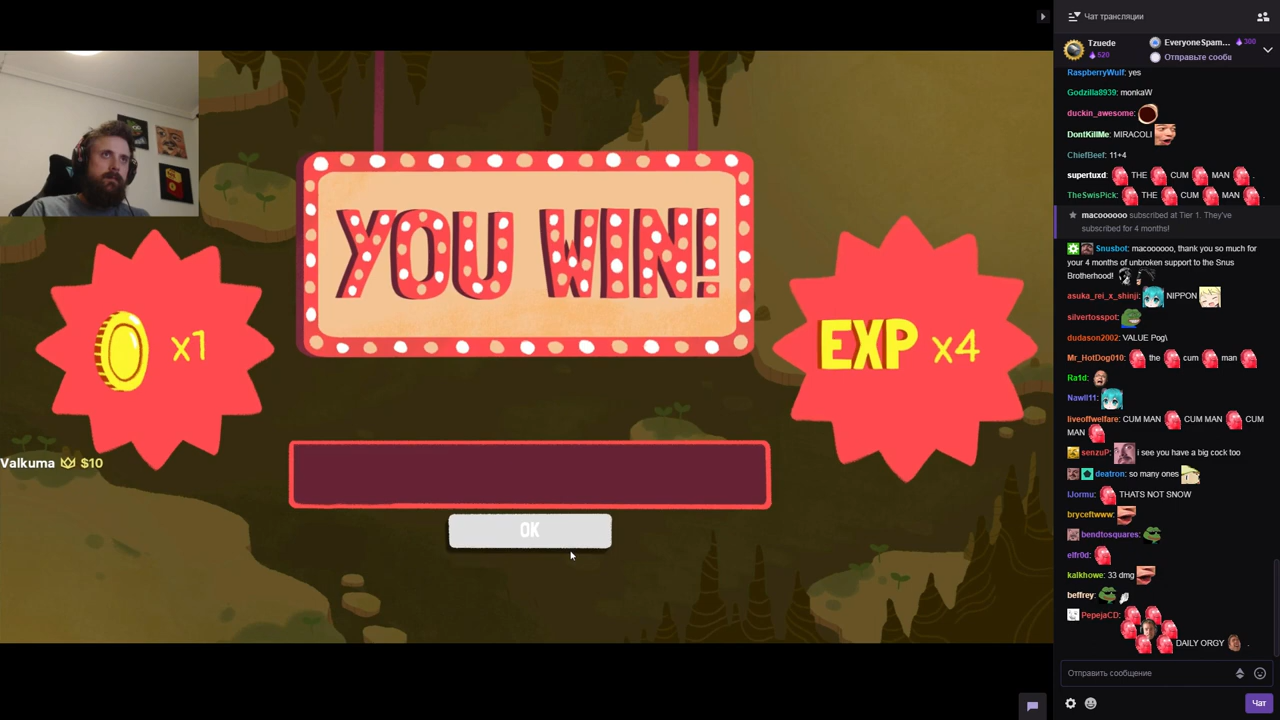 YOU WIN!
x1
EXP x4
Valkuma $10
OK
Чат трансляции
Tzuede
520
EveryoneSpam... 300
Отправьте сообщ
RaspberryWulf: yes
Godzilla8939: monkaW
duckin_awesome:
DontKillMe: MIRACOLI
ChiefBeef: 11+4
supertuxd: THE CUM MAN .
TheSwisPick: THE CUM MAN .
macoooooo subscribed at Tier 1. They've
subscribed for 4 months!
Snusbot: macoooooo, thank you so much for
your 4 months of unbroken support to the Snus
Brotherhood!
asuka_rei_x_shinji: NIPPON
silvertosspot:
dudason2002: VALUE Pog\
Mr_HotDog010: the cum man
Ra1d:
Nawll11:
liveoffwelfare: CUM MAN CUM MAN CUM
MAN
senzuP: i see you have a big cock too
deatron: so many ones
IJormu: THATS NOT SNOW
bryceftwww:
bendtosquares:
elfr0d:
kalkhowe: 33 dmg
beffrey:
PepejaCD:
DAILY ORGY .
Отправить сообщение
Чат